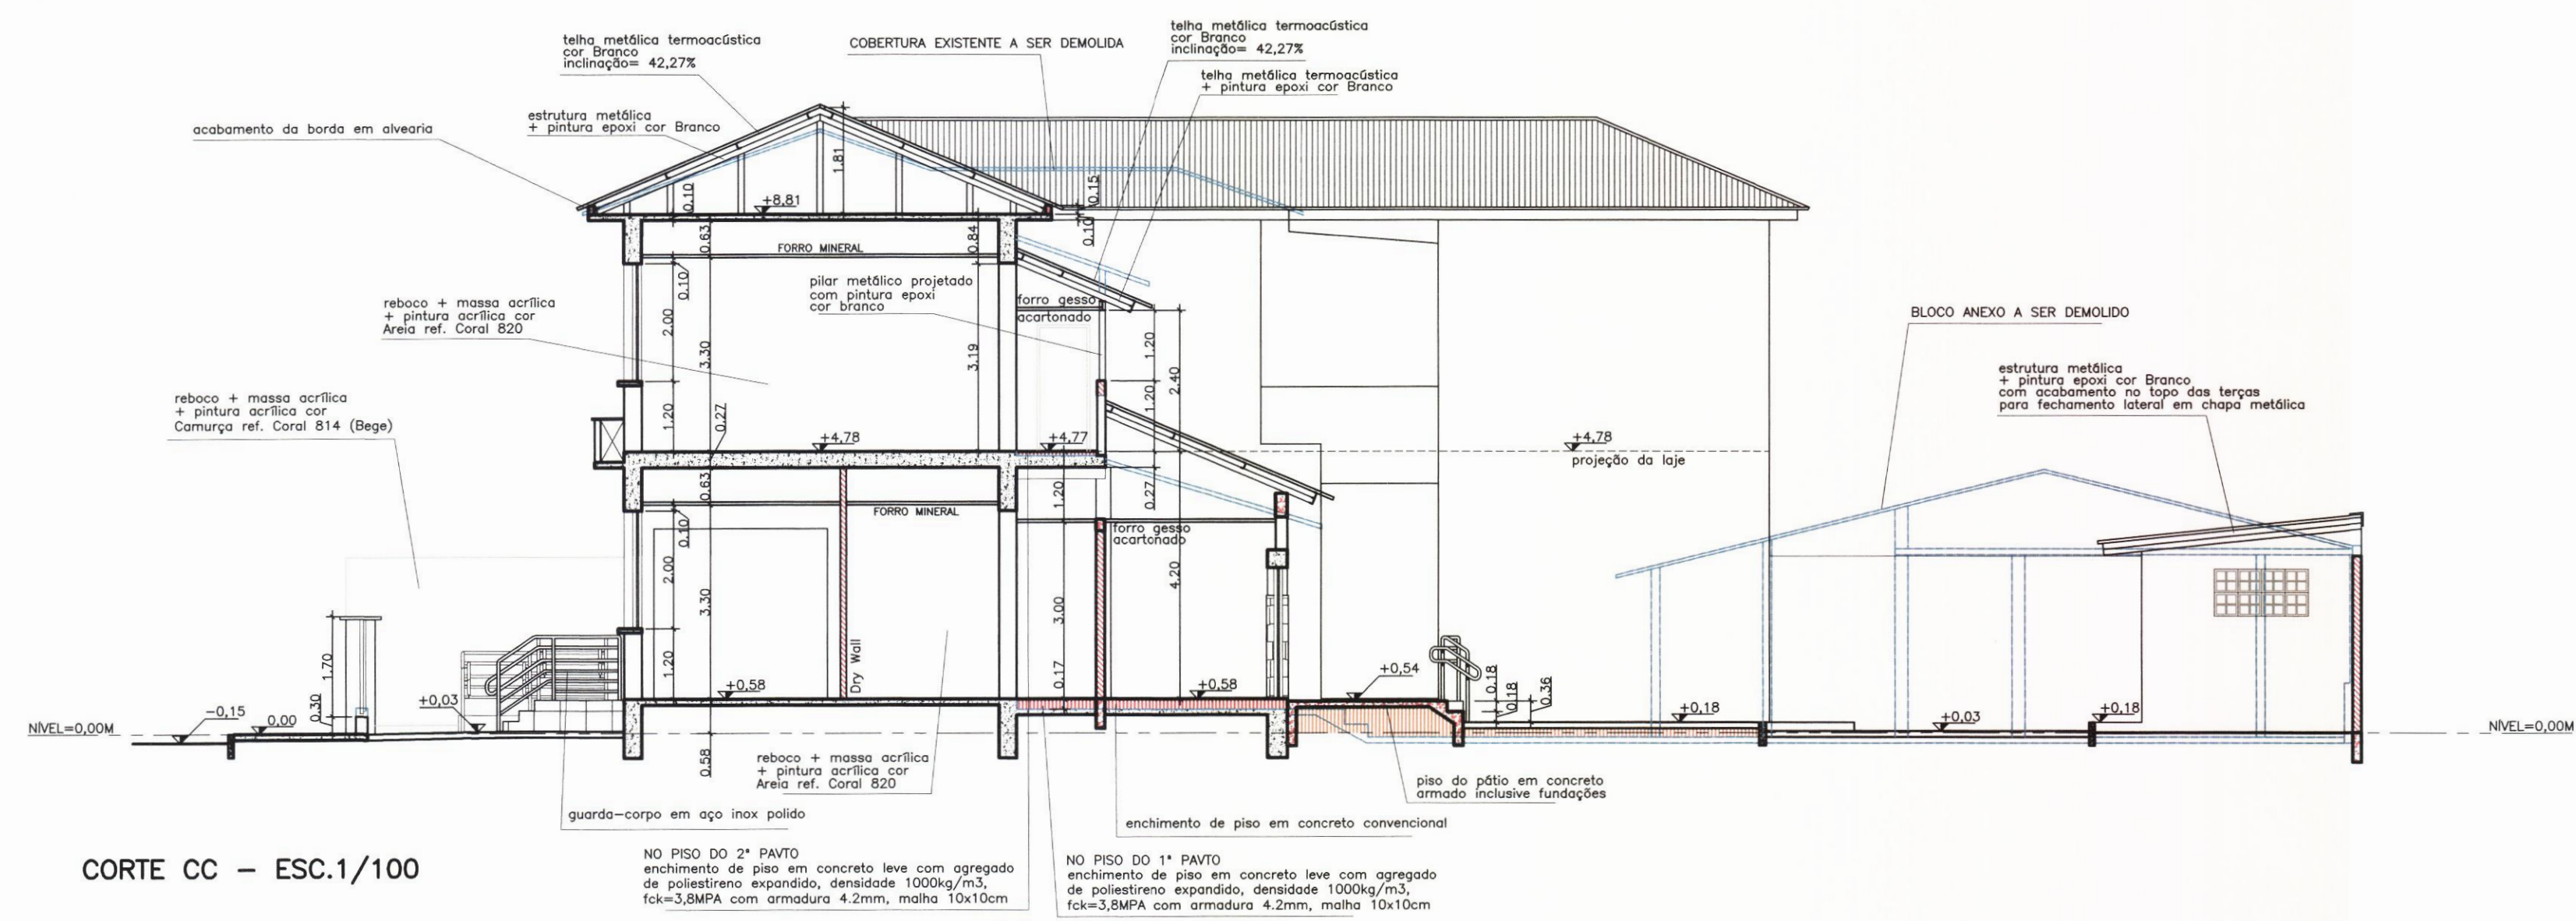 telha metálica termoacústica
cor Branco
inclinação= 42,27%
COBERTURA EXISTENTE A SER DEMOLIDA
telha metálica termoacústica
cor Branco
inclinação= 42,27%
telha metálica termoacústica
+ pintura epoxi cor Branco
acabamento da borda em alvearia
estrutura metálica
+ pintura epoxi cor Branco
1.81
0.10
+8,81
0.15
0.10
0.63
0.84
FORRO MINERAL
0.10
pilar metálico projetado
com pintura epoxi
cor branco
forro gesso
acartonado
reboco + massa acrílica
+ pintura acrílica cor
Areia ref. Coral 820
2.00
3.30
3.19
1.20
2.40
1.20
1.20
0.27
BLOCO ANEXO A SER DEMOLIDO
estrutura metálica
+ pintura epoxi cor Branco
com acabamento no topo das terças
para fechamento lateral em chapa metálica
reboco + massa acrílica
+ pintura acrílica cor
Camurça ref. Coral 814 (Bege)
+4,78
+4,77
+4,78
projeção da laje
0.63
1.20
0.27
FORRO MINERAL
0.10
forro gesso
acartonado
2.00
3.30
3.00
4.20
1.20
Dry Wall
0.17
1.70
0.30
+0,58
+0,58
+0,54
0.18
0.18
0.36
+0,03
-0,15
0,00
+0,18
+0,03
+0,18
NÍVEL=0,00M
NÍVEL=0,00M
0.58
reboco + massa acrílica
+ pintura acrílica cor
Areia ref. Coral 820
piso do pátio em concreto
armado inclusive fundações
guarda-corpo em aço inox polido
enchimento de piso em concreto convencional
CORTE CC - ESC.1/100
NO PISO DO 2° PAVTO
enchimento de piso em concreto leve com agregado
de poliestireno expandido, densidade 1000kg/m3,
fck=3,8MPA com armadura 4.2mm, malha 10x10cm
NO PISO DO 1° PAVTO
enchimento de piso em concreto leve com agregado
de poliestireno expandido, densidade 1000kg/m3,
fck=3,8MPA com armadura 4.2mm, malha 10x10cm